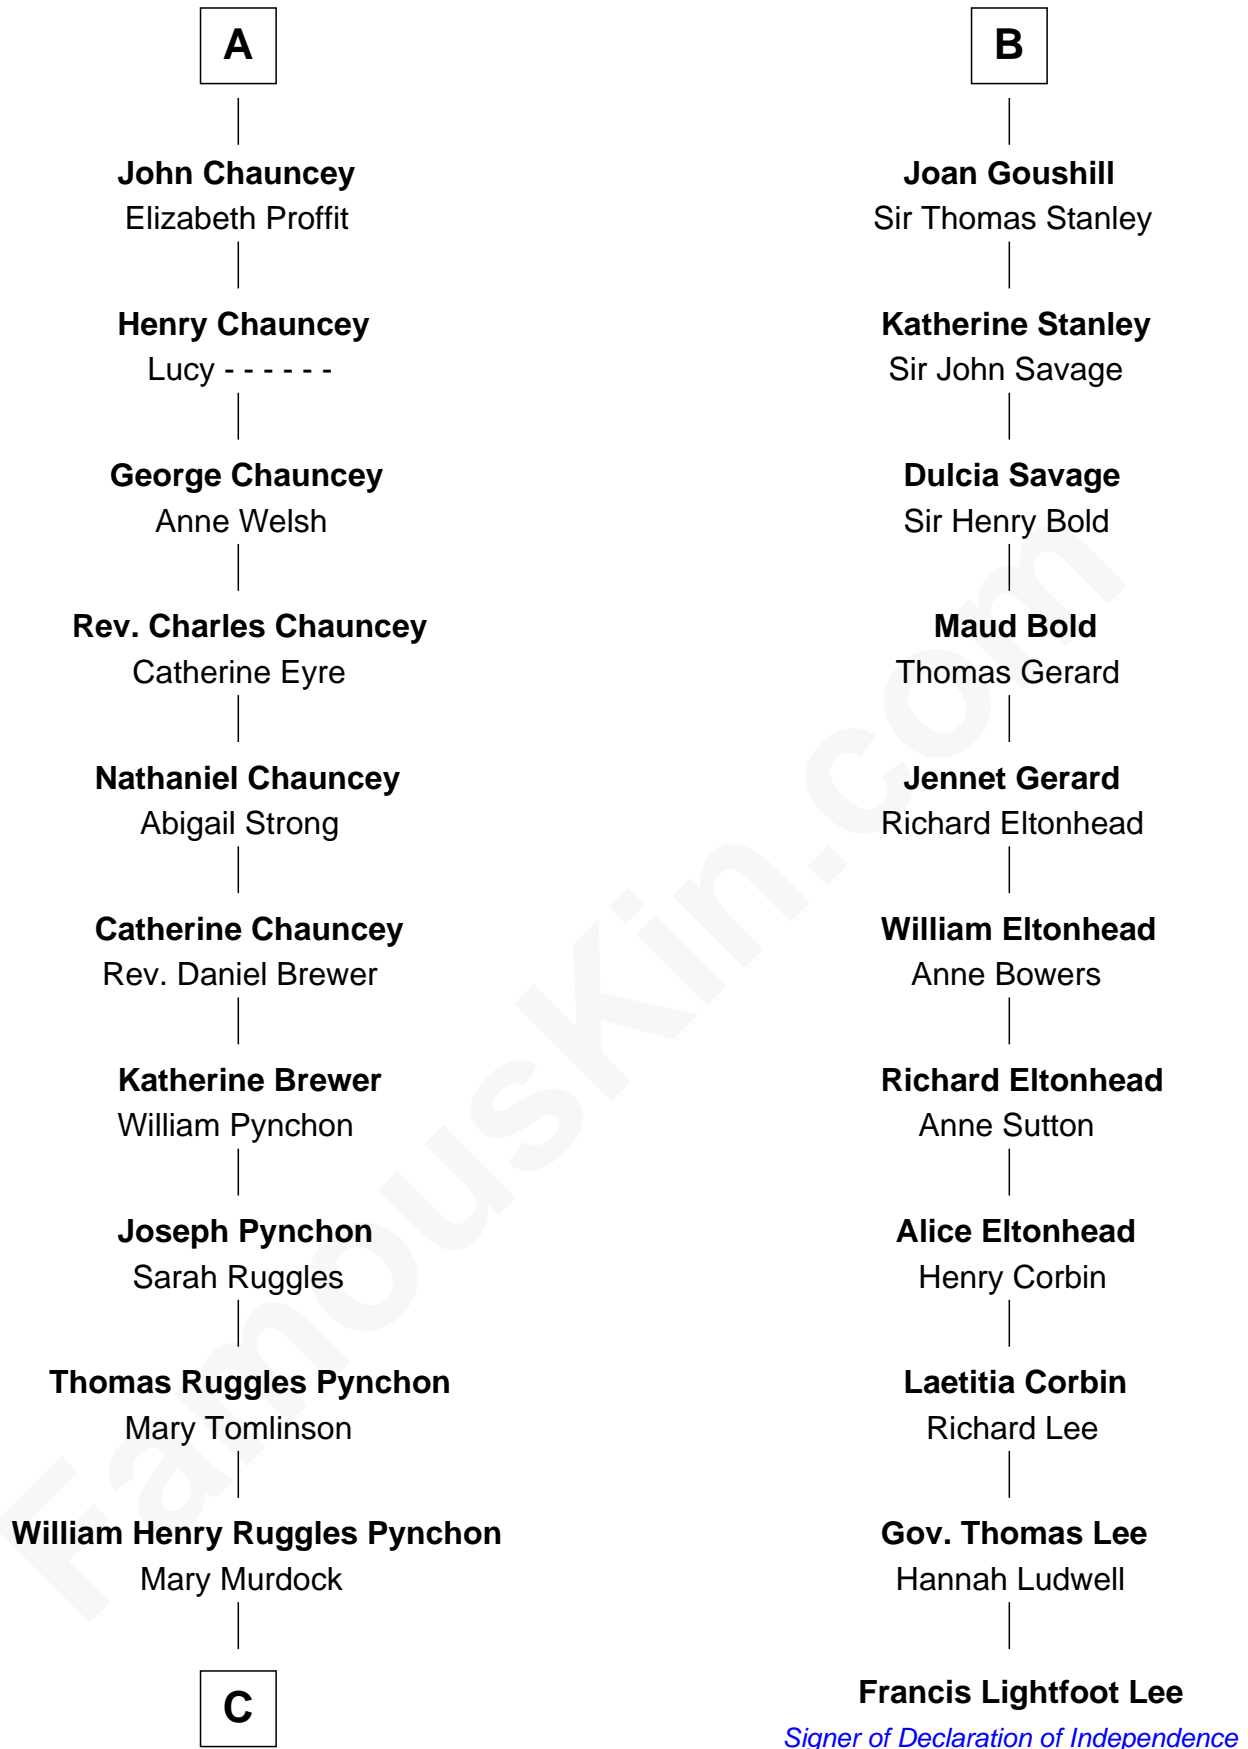 A
John Chauncey
Elizabeth Proffit
Henry Chauncey
Lucy - - - - - -
George Chauncey
Anne Welsh
Rev. Charles Chauncey
Catherine Eyre
Nathaniel Chauncey
Abigail Strong
Catherine Chauncey
Rev. Daniel Brewer
Katherine Brewer
William Pynchon
Joseph Pynchon
Sarah Ruggles
Thomas Ruggles Pynchon
Mary Tomlinson
William Henry Ruggles Pynchon
Mary Murdock
C
B
Joan Goushill
Sir Thomas Stanley
Katherine Stanley
Sir John Savage
Dulcia Savage
Sir Henry Bold
Maud Bold
Thomas Gerard
Jennet Gerard
Richard Eltonhead
William Eltonhead
Anne Bowers
Richard Eltonhead
Anne Sutton
Alice Eltonhead
Henry Corbin
Laetitia Corbin
Richard Lee
Gov. Thomas Lee
Hannah Ludwell
Francis Lightfoot Lee
Signer of Declaration of Independence
FamousKin.com